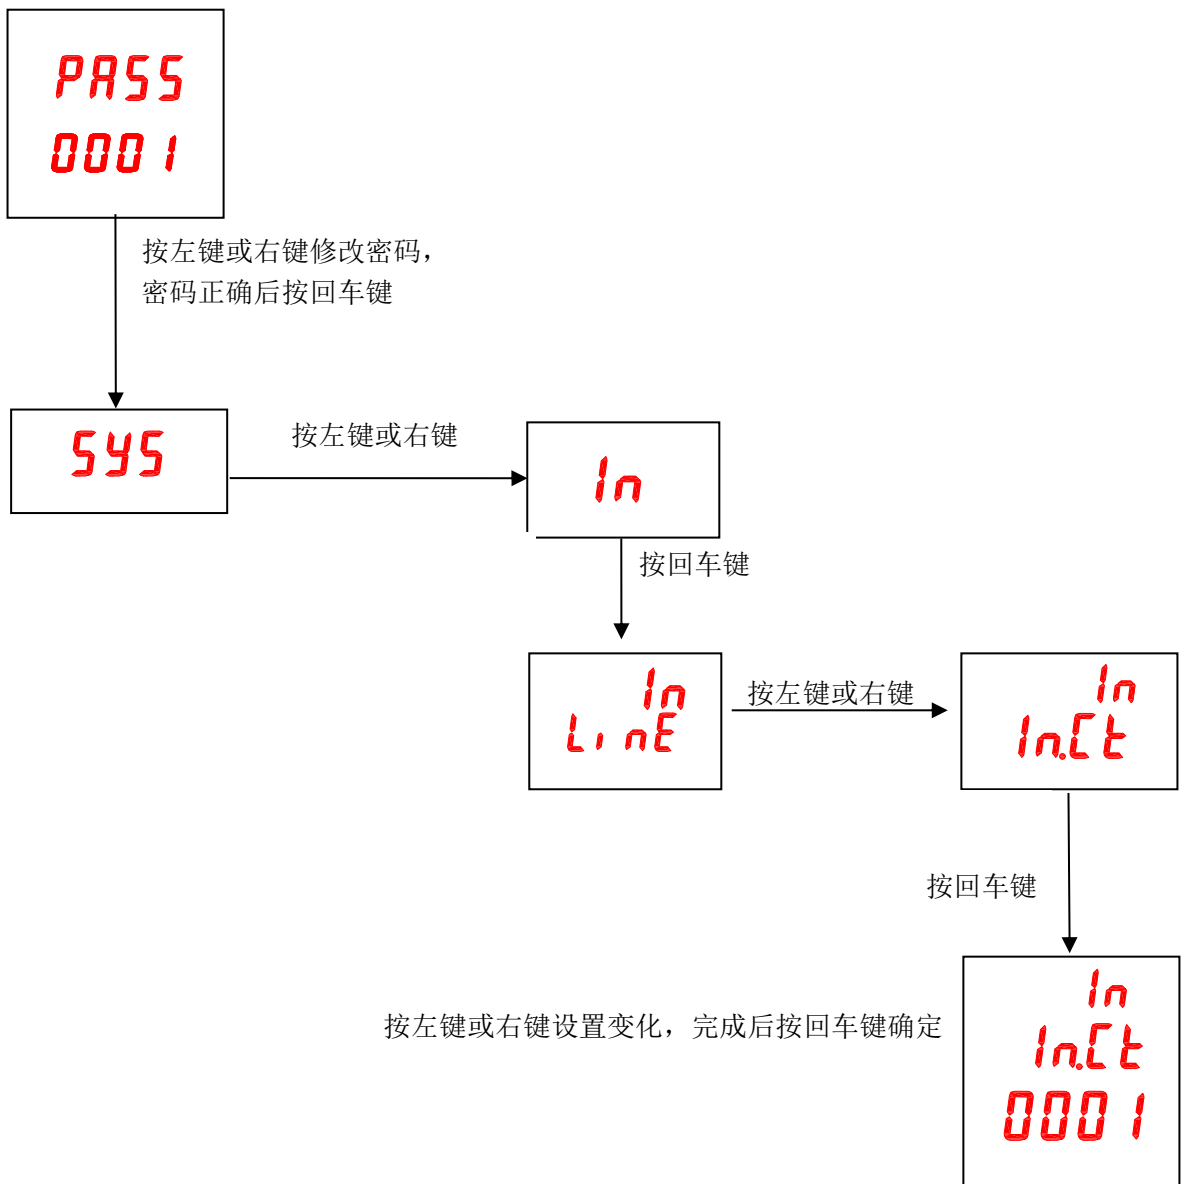 PASS
0001
按左键或右键修改密码，
密码正确后按回车键
SYS
按左键或右键
In
按回车键
In
LinE
按左键或右键
In
In.Ct
按回车键
按左键或右键设置变化，完成后按回车键确定
In
In.Ct
0001